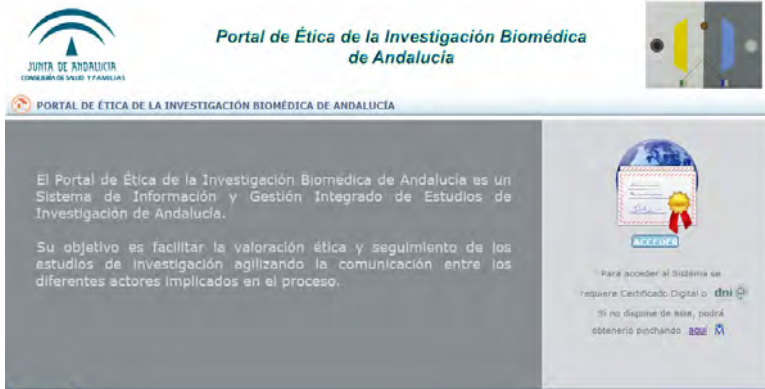 Portal de Ética de la Investigación Biomédica
de Andalucia
JUNTA DE ANDALUCIA
CONSEJERÍA DE SALUD Y FAMILIAS
PORTAL DE ÉTICA DE LA INVESTIGACIÓN BIOMÉDICA DE ANDALUCÍA
El Portal de Ética de la Investigación Biomedica de Andalucía es un
Sistema de Información y Gestión Integrado de Estudios de
Investigación de Andalucía.
Su objetivo es facilitar la valoración ética y seguimiento de los
estudios de investigación agilizando la comunicación entre los
diferentes actores implicados en el proceso.
ACCEDER
Para acceder al Sistema se
requiere Certificado Digital o dni
Si no dispone de este, podrá
obtenerlo pinchando aquí